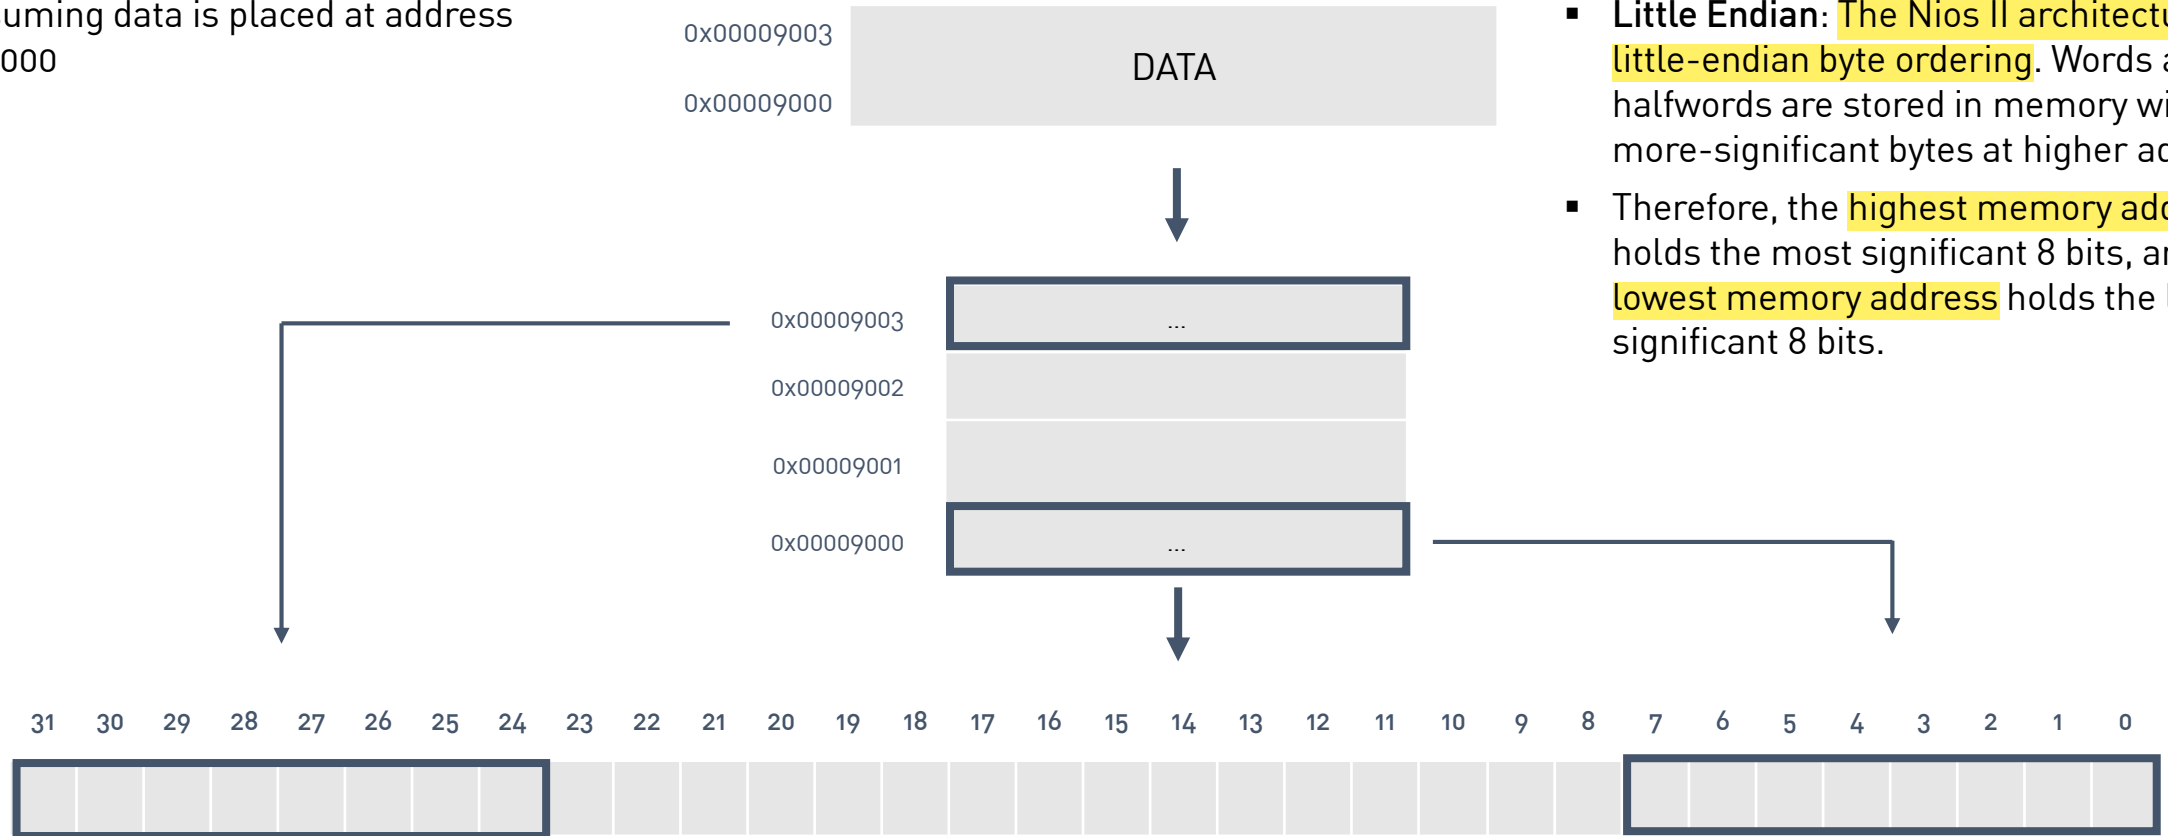 uming data is placed at address
000
0x00009003
DATA
0x00009000
▪ Little Endian: The Nios II architectu
little-endian byte ordering. Words a
halfwords are stored in memory wi
more-significant bytes at higher ad
▪ Therefore, the highest memory add
holds the most significant 8 bits, an
lowest memory address holds the l
significant 8 bits.
0x00009003
...
0x00009002
0x00009001
0x00009000
...
31 30 29 28 27 26 25 24 23 22 21 20 19 18 17 16 15 14 13 12 11 10 9 8 7 6 5 4 3 2 1 0